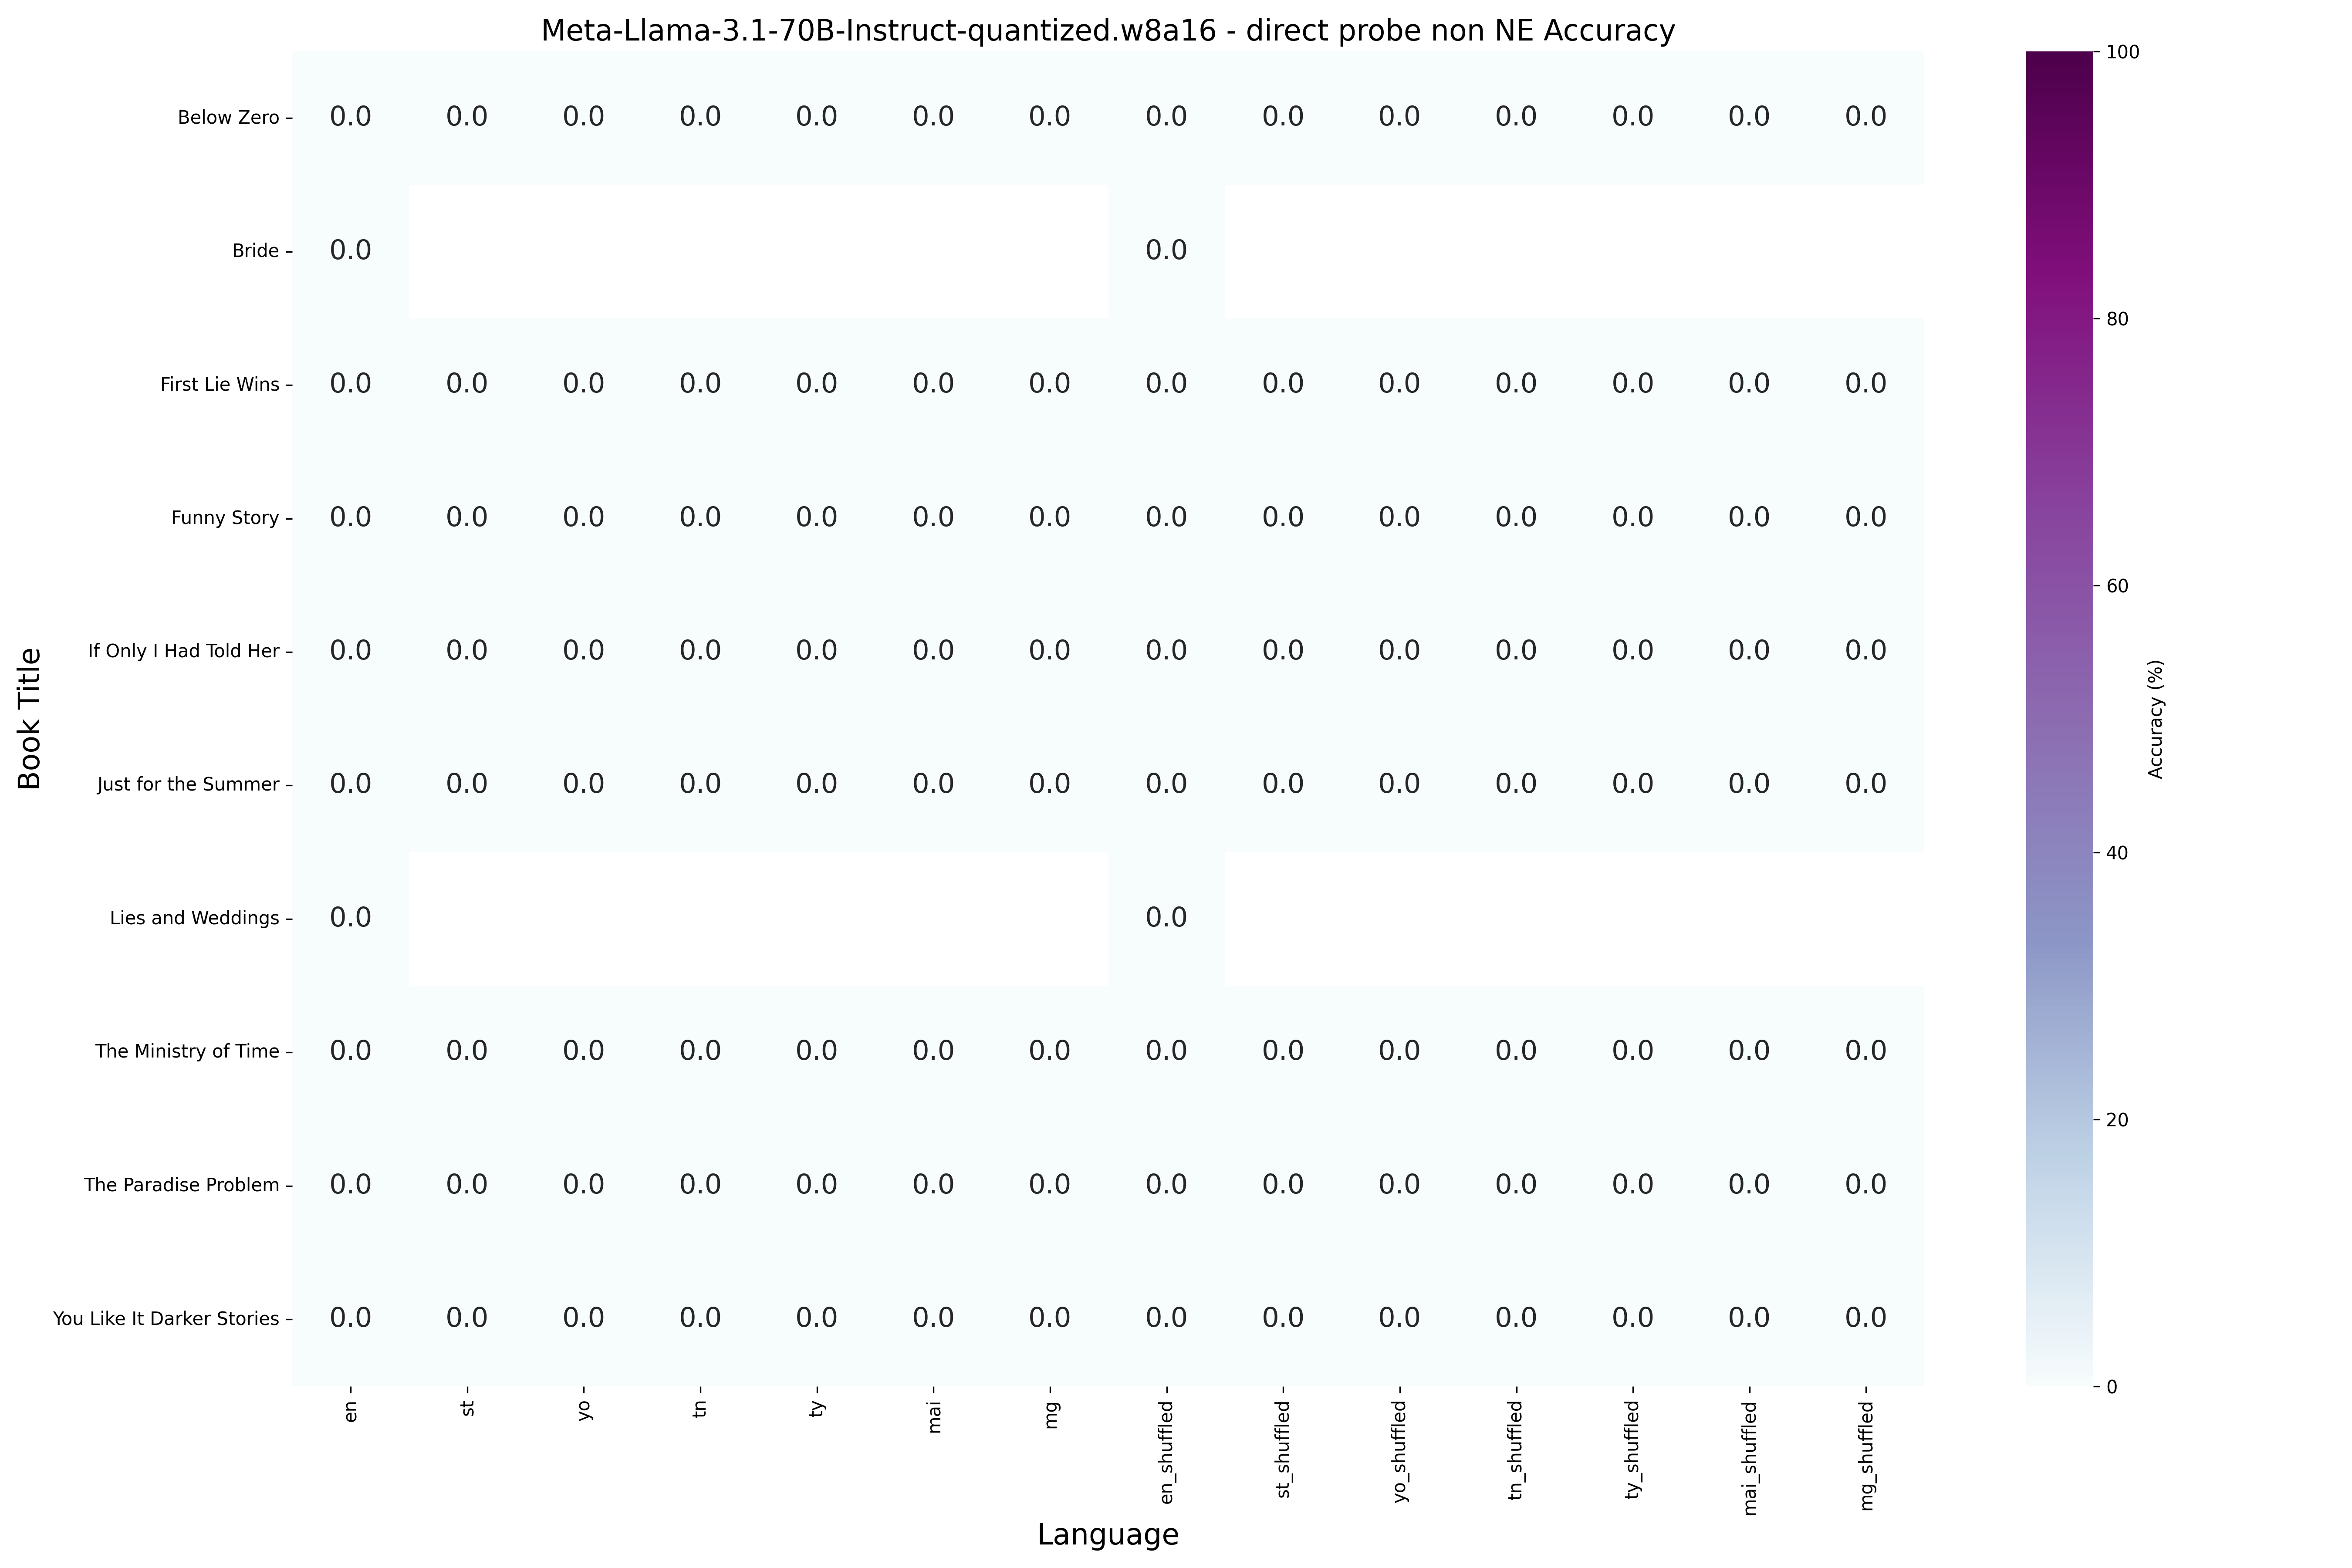 Meta-Llama-3.1-70B-Instruct-quantized.w8a16 - direct probe non NE Accuracy
Book Title
Below Zero 0.0 0.0 0.0 0.0 0.0 0.0 0.0 0.0 0.0 0.0 0.0 0.0 0.0 0.0
Bride 0.0 0.0
First Lie Wins 0.0 0.0 0.0 0.0 0.0 0.0 0.0 0.0 0.0 0.0 0.0 0.0 0.0 0.0
Funny Story 0.0 0.0 0.0 0.0 0.0 0.0 0.0 0.0 0.0 0.0 0.0 0.0 0.0 0.0
If Only I Had Told Her 0.0 0.0 0.0 0.0 0.0 0.0 0.0 0.0 0.0 0.0 0.0 0.0 0.0 0.0
Just for the Summer 0.0 0.0 0.0 0.0 0.0 0.0 0.0 0.0 0.0 0.0 0.0 0.0 0.0 0.0
Lies and Weddings 0.0 0.0
The Ministry of Time 0.0 0.0 0.0 0.0 0.0 0.0 0.0 0.0 0.0 0.0 0.0 0.0 0.0 0.0
The Paradise Problem 0.0 0.0 0.0 0.0 0.0 0.0 0.0 0.0 0.0 0.0 0.0 0.0 0.0 0.0
You Like It Darker Stories 0.0 0.0 0.0 0.0 0.0 0.0 0.0 0.0 0.0 0.0 0.0 0.0 0.0 0.0
en st yo tn ty mai mg en_shuffled st_shuffled yo_shuffled tn_shuffled ty_shuffled mai_shuffled mg_shuffled
Language
100
80
60
40
20
0
Accuracy (%)